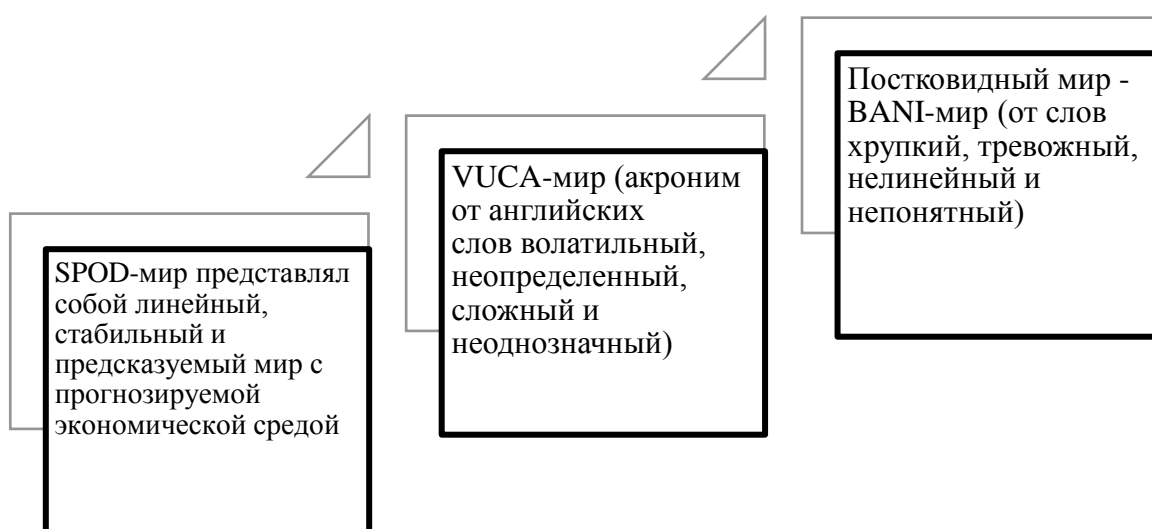 SPOD-мир представлял
собой линейный,
стабильный и
предсказуемый мир с
прогнозируемой
экономической средой
VUCA-мир (акроним
от английских
слов волатильный,
неопределенный,
сложный и
неоднозначный)
Постковидный мир -
BANI-мир (от слов
хрупкий, тревожный,
нелинейный и
непонятный)